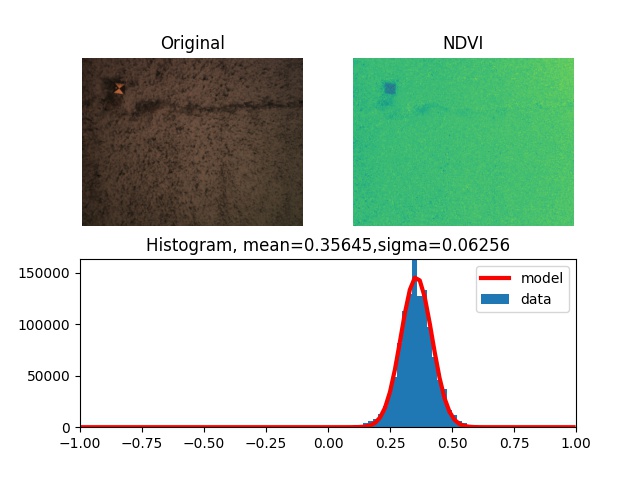 Original
NDVI
Histogram, mean=0.35645,sigma=0.06256
model
data
150000
100000
50000
0
−1.00 −0.75 −0.50 −0.25 0.00 0.25 0.50 0.75 1.00